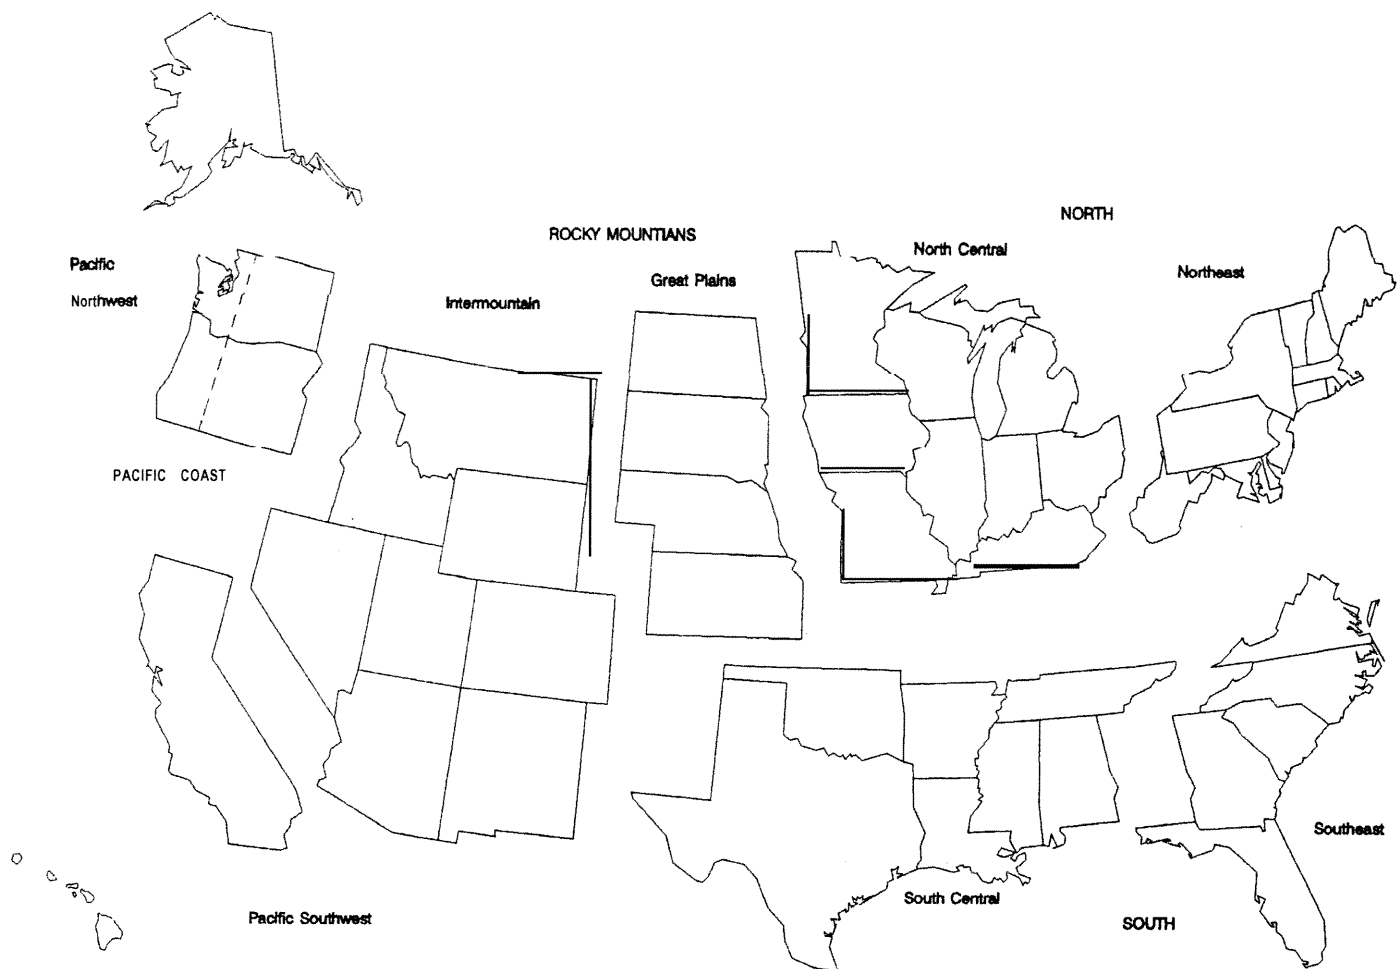 NORTH
ROCKY MOUNTIANS
North Central
Pacific
Northwest
Northeast
Great Plains
Intermountain
PACIFIC COAST
Southeast
South Central
Pacific Southwest
SOUTH